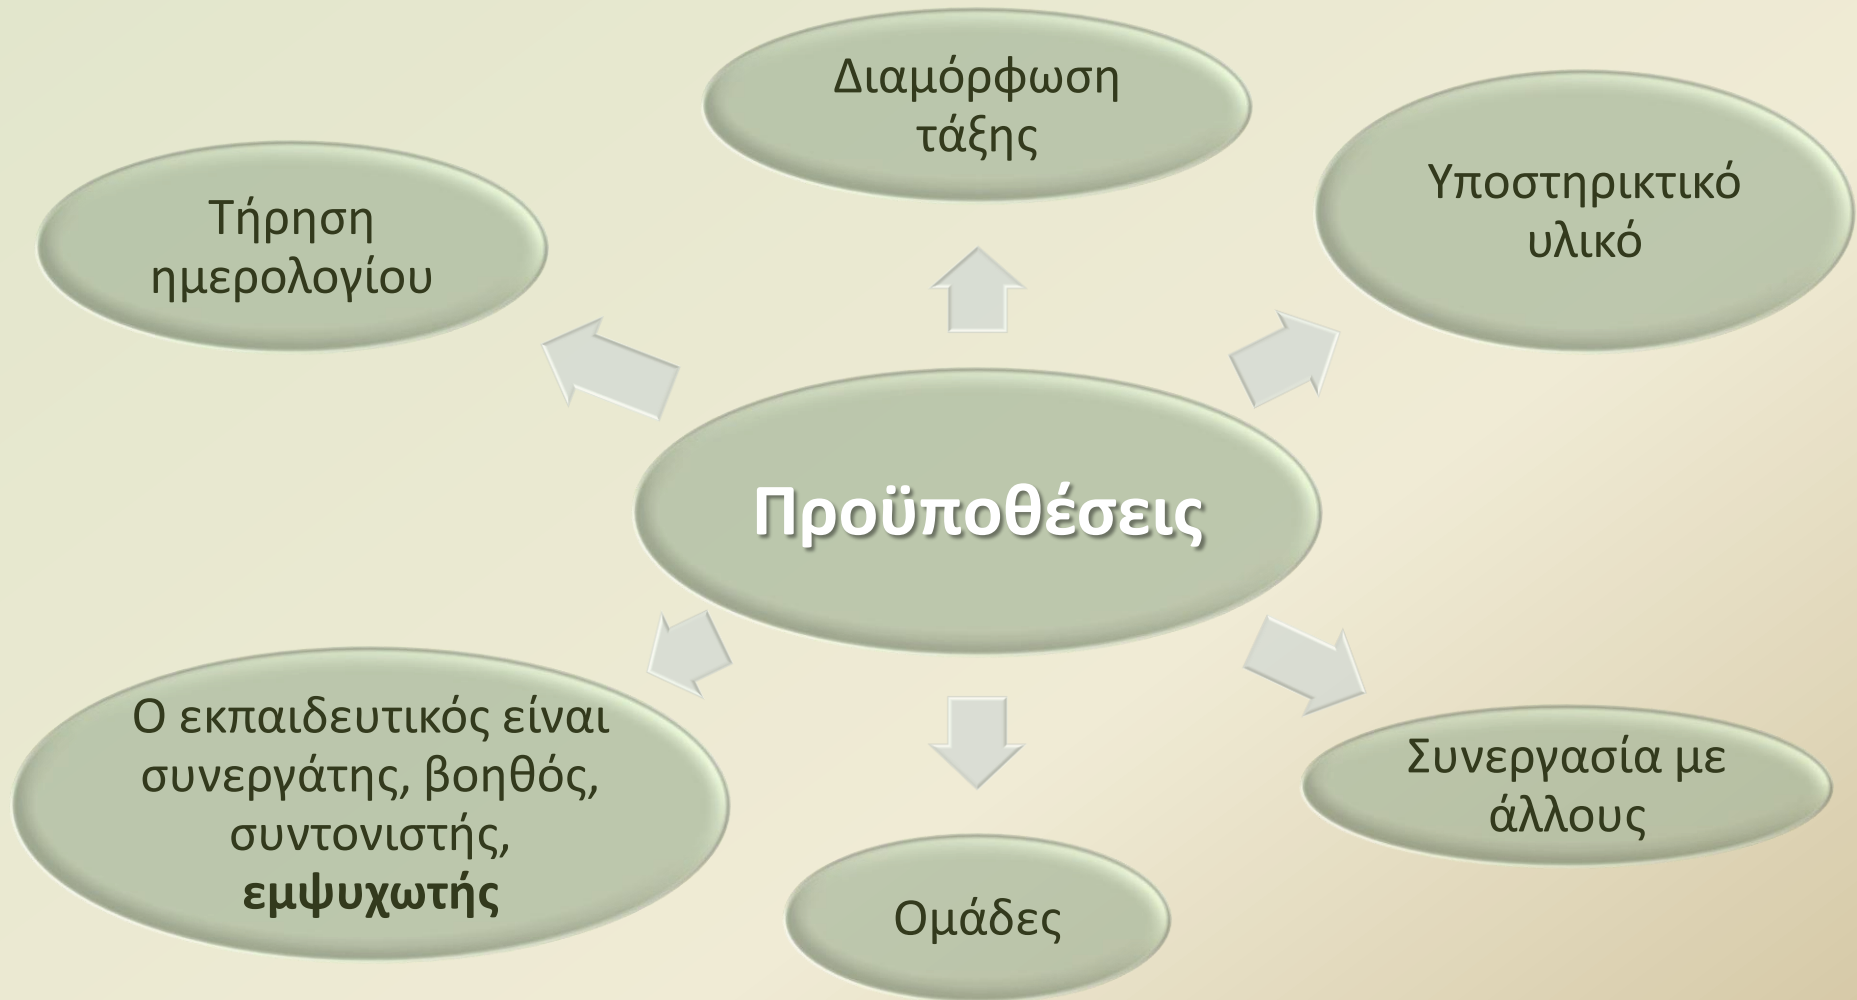 Διαμόρφωση
τάξης
Υποστηρικτικό
υλικό
Τήρηση
ημερολογίου
Προϋποθέσεις
Ο εκπαιδευτικός είναι
συνεργάτης, βοηθός,
συντονιστής,
εμψυχωτής
Συνεργασία με
άλλους
Ομάδες